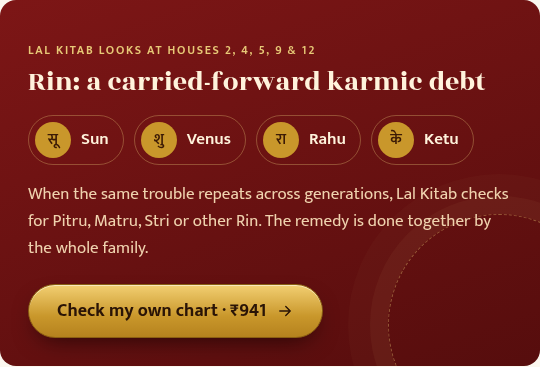 LAL KITAB LOOKS AT HOUSES 2, 4, 5, 9 & 12
Rin: a carried-forward karmic debt
सू Sun शु Venus रा Rahu के Ketu
When the same trouble repeats across generations, Lal Kitab checks
for Pitru, Matru, Stri or other Rin. The remedy is done together by
the whole family.
Check my own chart · ₹941 →